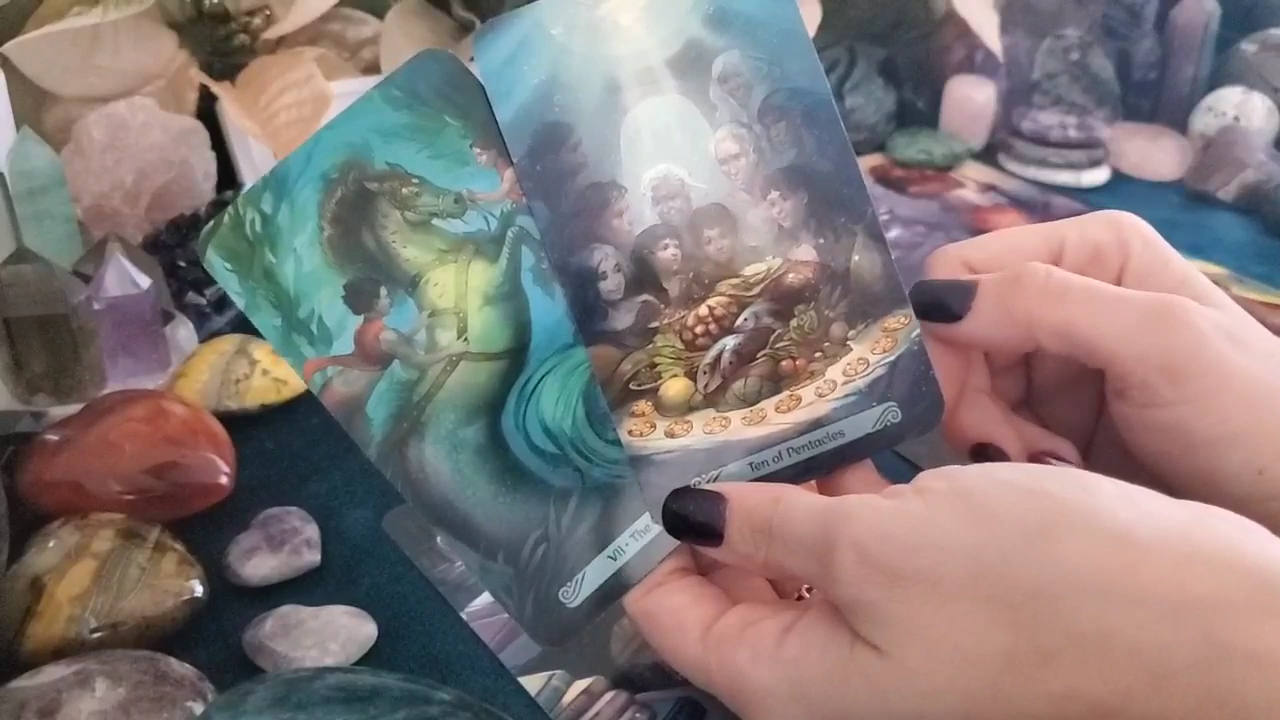 VII • The
Ten of Pentacles